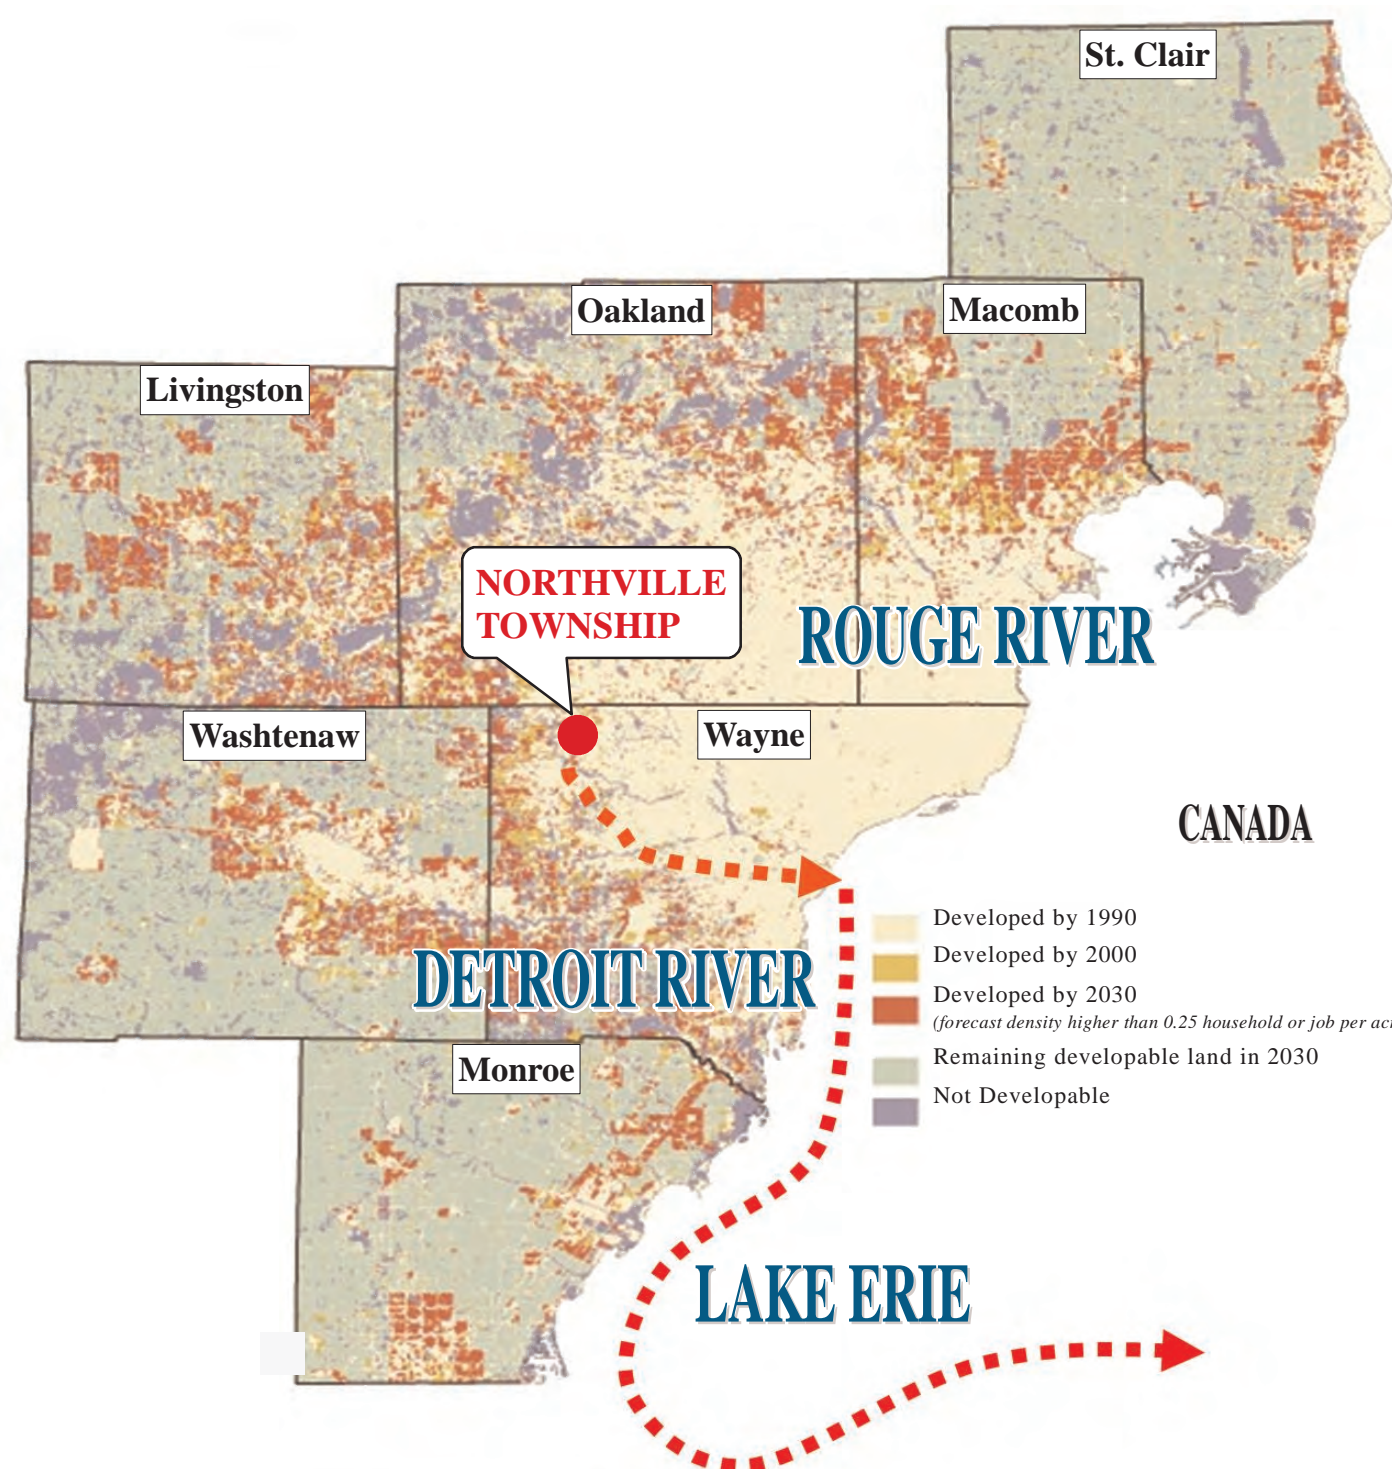 St. Clair
Oakland
Macomb
Livingston
NORTHVILLE
TOWNSHIP
ROUGE RIVER
Washtenaw
Wayne
CANADA
Developed by 1990
Developed by 2000
DETROIT RIVER
Developed by 2030
(forecast density higher than 0.25 household or job per acr
Remaining developable land in 2030
Monroe
Not Developable
LAKE ERIE